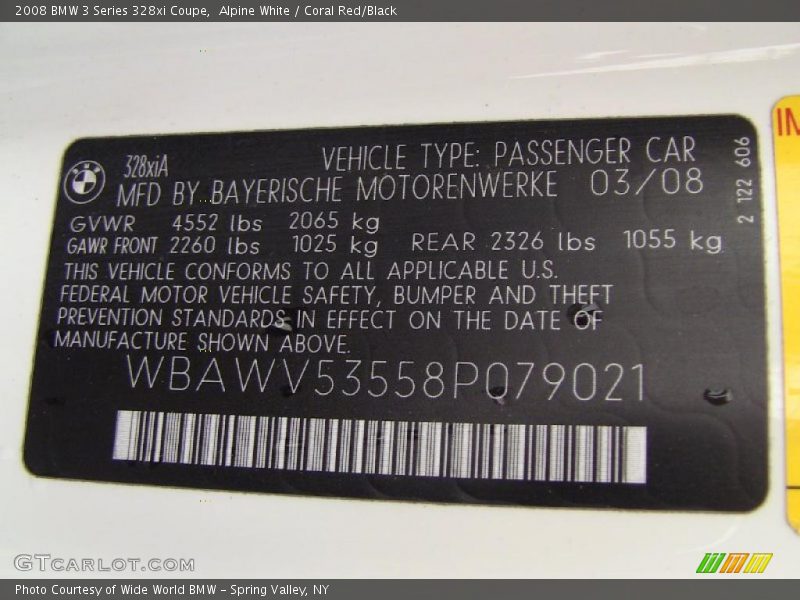 2008 BMW 3 Series 328xi Coupe,  Alpine White / Coral Red/Black
328xiA
VEHICLE TYPE: PASSENGER CAR
MFD BY BAYERISCHE MOTORENWERKE 03/08
GVWR 4552 lbs 2065 kg
GAWR FRONT 2260 lbs 1025 kg REAR 2326 lbs 1055 kg
THIS VEHICLE CONFORMS TO ALL APPLICABLE U.S.
FEDERAL MOTOR VEHICLE SAFETY, BUMPER AND THEFT
PREVENTION STANDARDS IN EFFECT ON THE DATE OF
MANUFACTURE SHOWN ABOVE.
WBAWV53558P079021
2 122 606
GTCARLOT.COM
Photo Courtesy of Wide World BMW - Spring Valley, NY